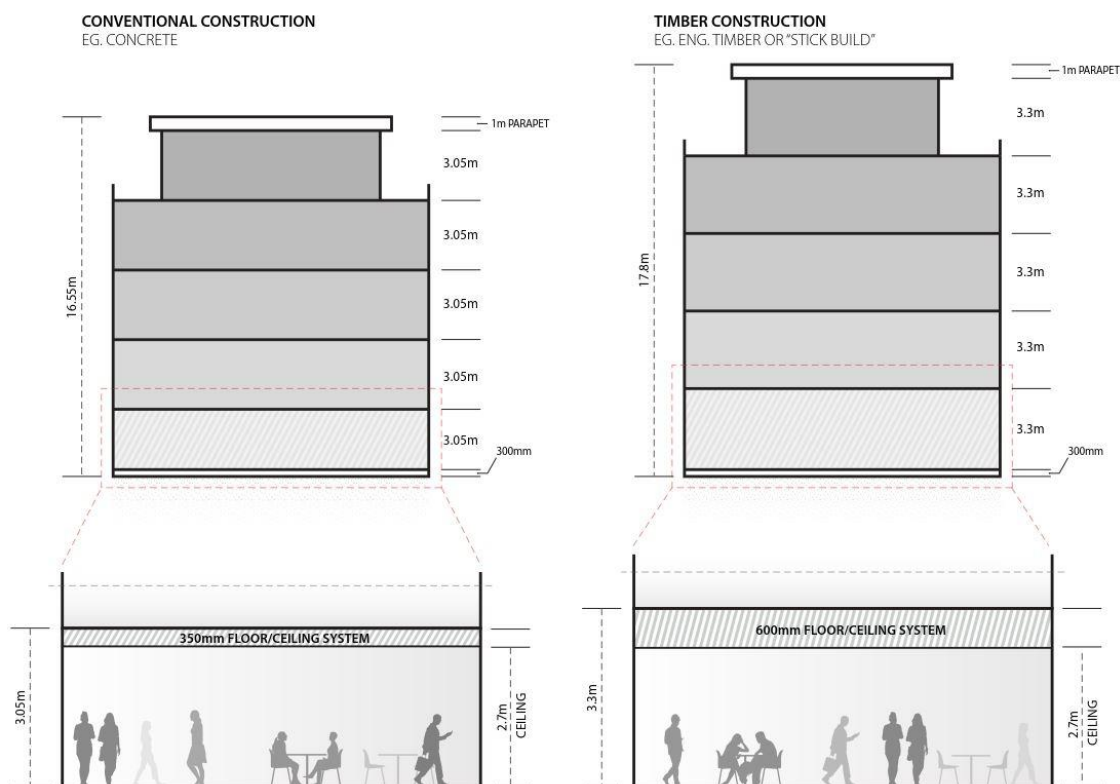 CONVENTIONAL CONSTRUCTION
EG. CONCRETE
1m PARAPET
3.05m
3.05m
3.05m
3.05m
3.05m
16.55m
300mm
350mm FLOOR/CEILING SYSTEM
3.05m
2.7m
CEILING
TIMBER CONSTRUCTION
EG. ENG. TIMBER OR "STICK BUILD"
1m PARAPET
3.3m
3.3m
3.3m
3.3m
3.3m
17.8m
300mm
600mm FLOOR/CEILING SYSTEM
3.3m
2.7m
CEILING